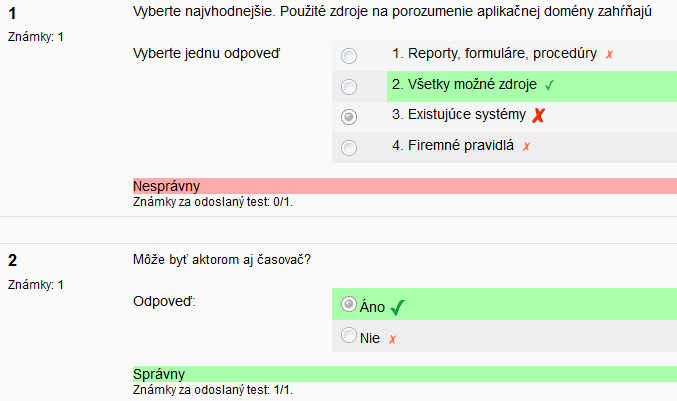 1
Známky: 1
Vyberte najvhodnejšie. Použité zdroje na porozumenie aplikačnej domény zahŕňajú
Vyberte jednu odpoveď
1. Reporty, formuláre, procedúry
2. Všetky možné zdroje
3. Existujúce systémy
4. Firemné pravidlá
Nesprávny
Známky za odoslaný test: 0/1.
2
Známky: 1
Môže byť aktorom aj časovač?
Odpoveď:
Áno
Nie
Správny
Známky za odoslaný test: 1/1.